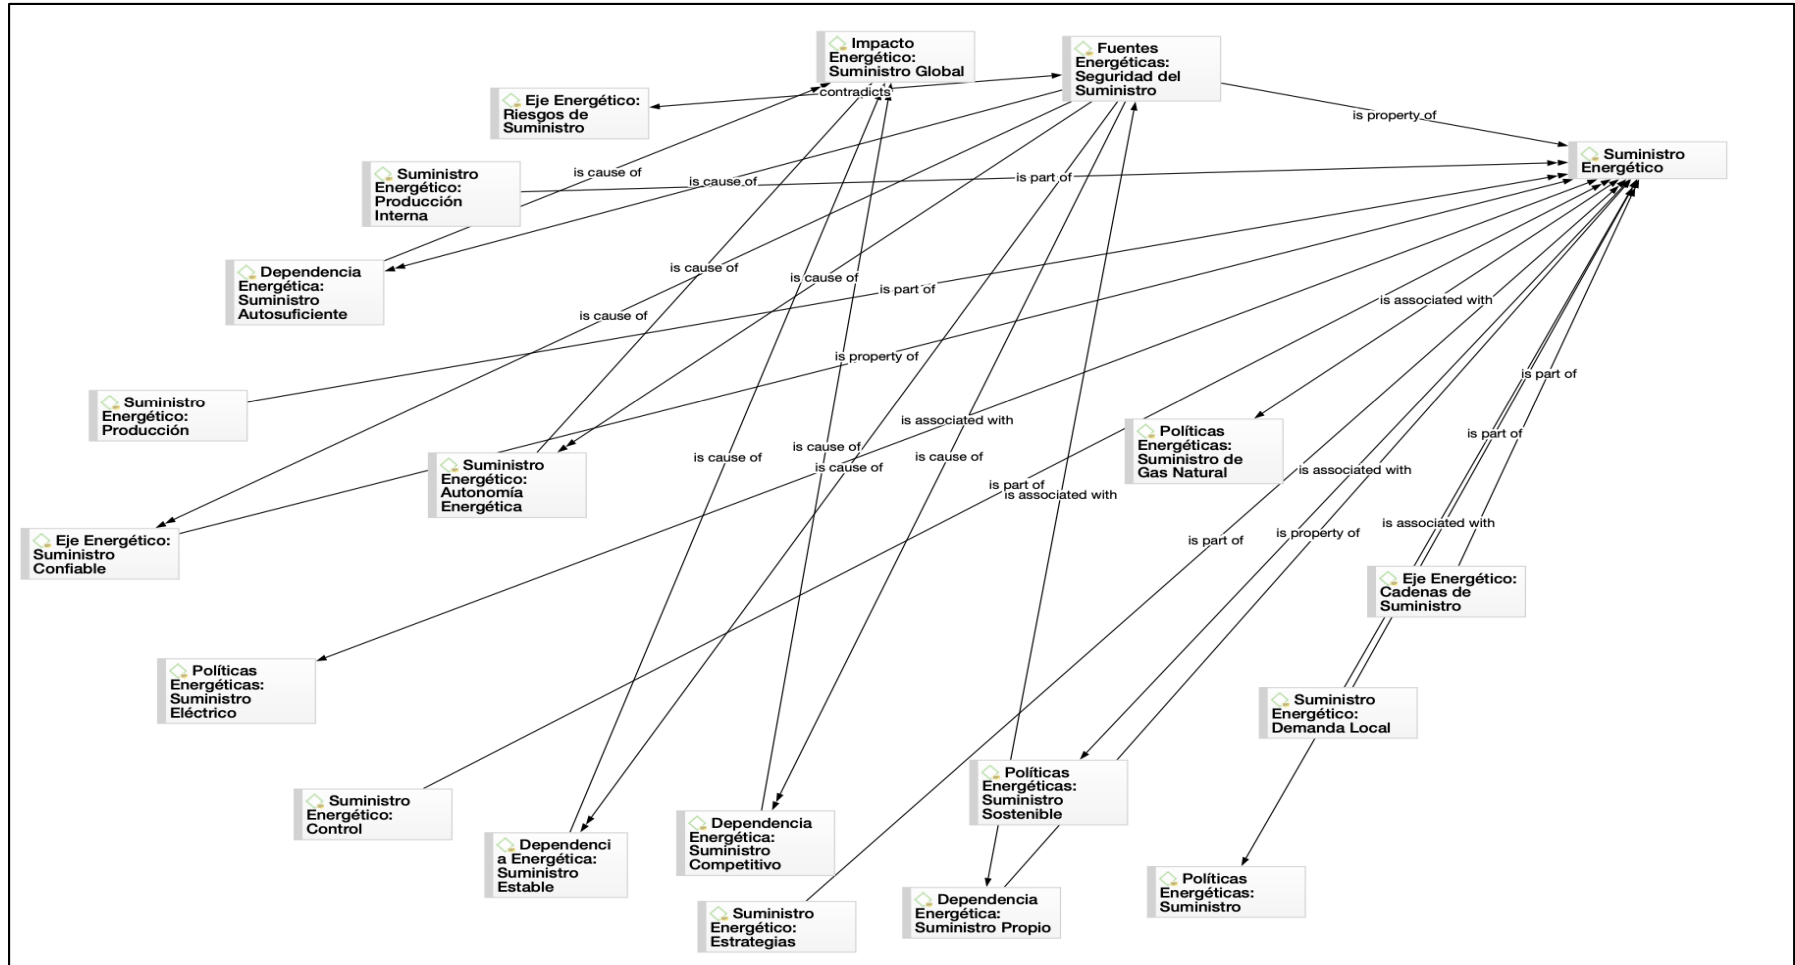 Impacto
Energético:
Suministro Global
Fuentes
Energéticas:
Seguridad del
Suministro
contradicts
Eje Energético:
Riesgos de
Suministro
is property of
Suministro
Energético
Suministro
Energético:
Producción
Interna
is cause of
is cause of
is part of
Dependencia
Energética:
Suministro
Autosuficiente
is cause of
is cause of
is part of
is associated with
is cause of
is property of
is part of
Suministro
Energético:
Producción
is associated with
Políticas
Energéticas:
Suministro de
Gas Natural
is part of
is cause of
is cause of
is cause of
is cause of
is associated with
Suministro
Energético:
Autonomía
Energética
is part of
is associated with
is associated with
is property of
is part of
Eje Energético:
Suministro
Confiable
Eje Energético:
Cadenas de
Suministro
Políticas
Energéticas:
Suministro
Eléctrico
Suministro
Energético:
Demanda Local
Políticas
Energéticas:
Suministro
Sostenible
Suministro
Energético:
Control
Dependencia
Energética:
Suministro
Competitivo
Dependenci
a Energética:
Suministro
Estable
Políticas
Energéticas:
Suministro
Dependencia
Energética:
Suministro Propio
Suministro
Energético:
Estrategias